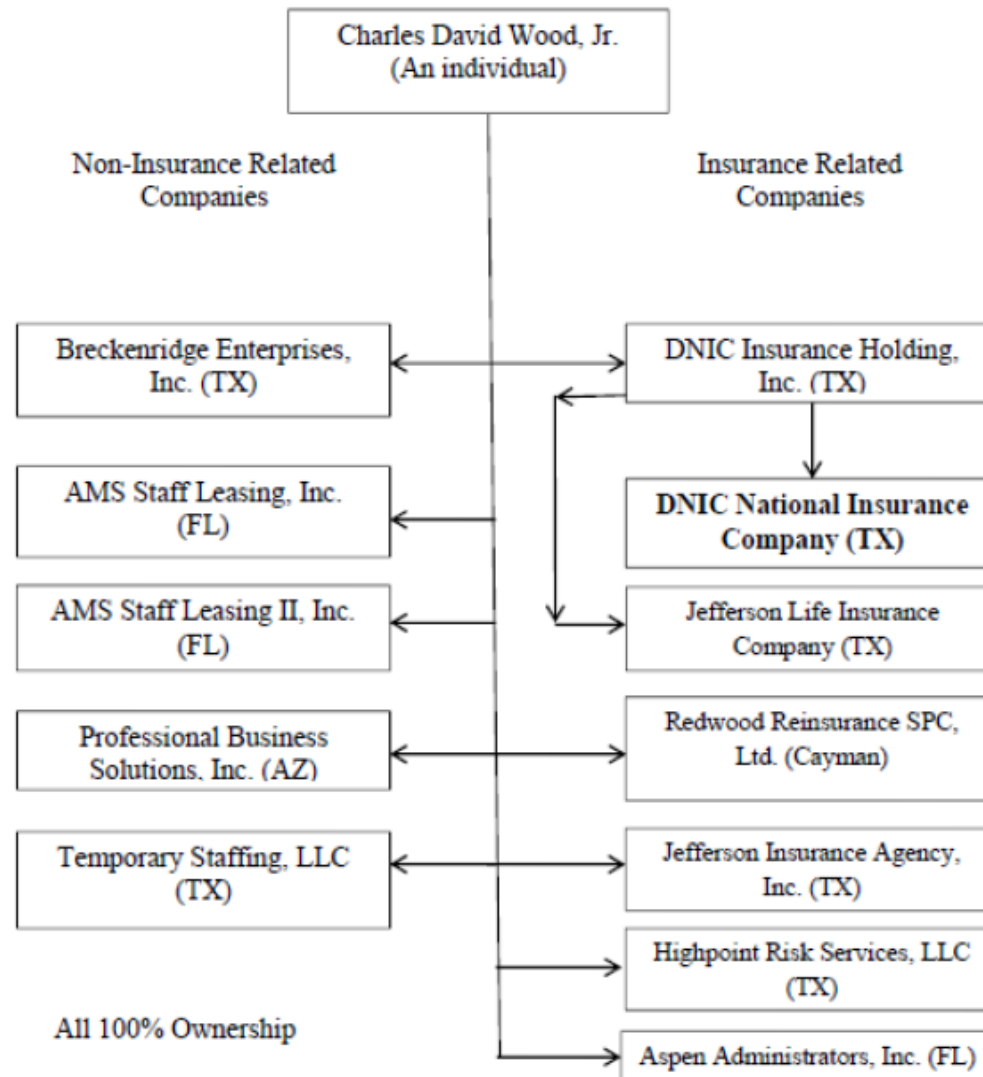 Charles David Wood, Jr.
(An individual)
Non-Insurance Related
Companies
Insurance Related
Companies
Breckenridge Enterprises,
Inc. (TX)
DNIC Insurance Holding,
Inc. (TX)
AMS Staff Leasing, Inc.
(FL)
DNIC National Insurance
Company (TX)
AMS Staff Leasing II, Inc.
(FL)
Jefferson Life Insurance
Company (TX)
Professional Business
Solutions, Inc. (AZ)
Redwood Reinsurance SPC,
Ltd. (Cayman)
Temporary Staffing, LLC
(TX)
Jefferson Insurance Agency,
Inc. (TX)
Highpoint Risk Services, LLC
(TX)
All 100% Ownership
Aspen Administrators, Inc. (FL)